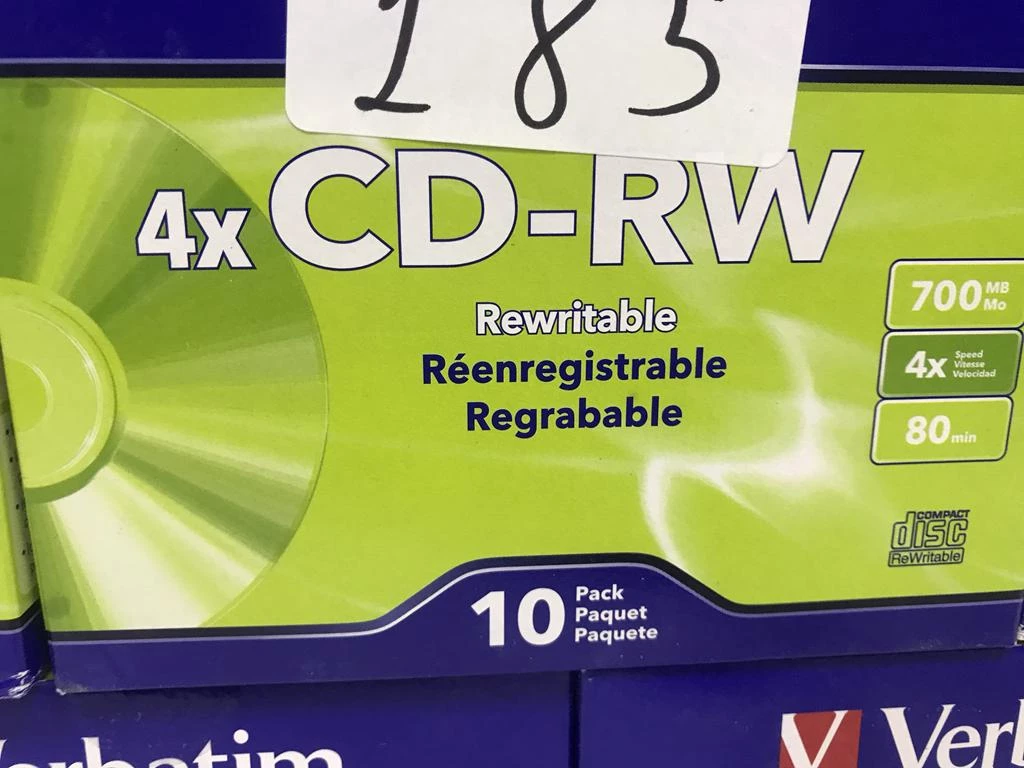 185
4x CD-RW
Rewritable
Réenregistrable
Regrabable
700 MB
Mo
4x Speed
Vitesse
Velocidad
80 min
COMPACT
disc
ReWritable
10 Pack
Paquet
Paquete
Verbatim